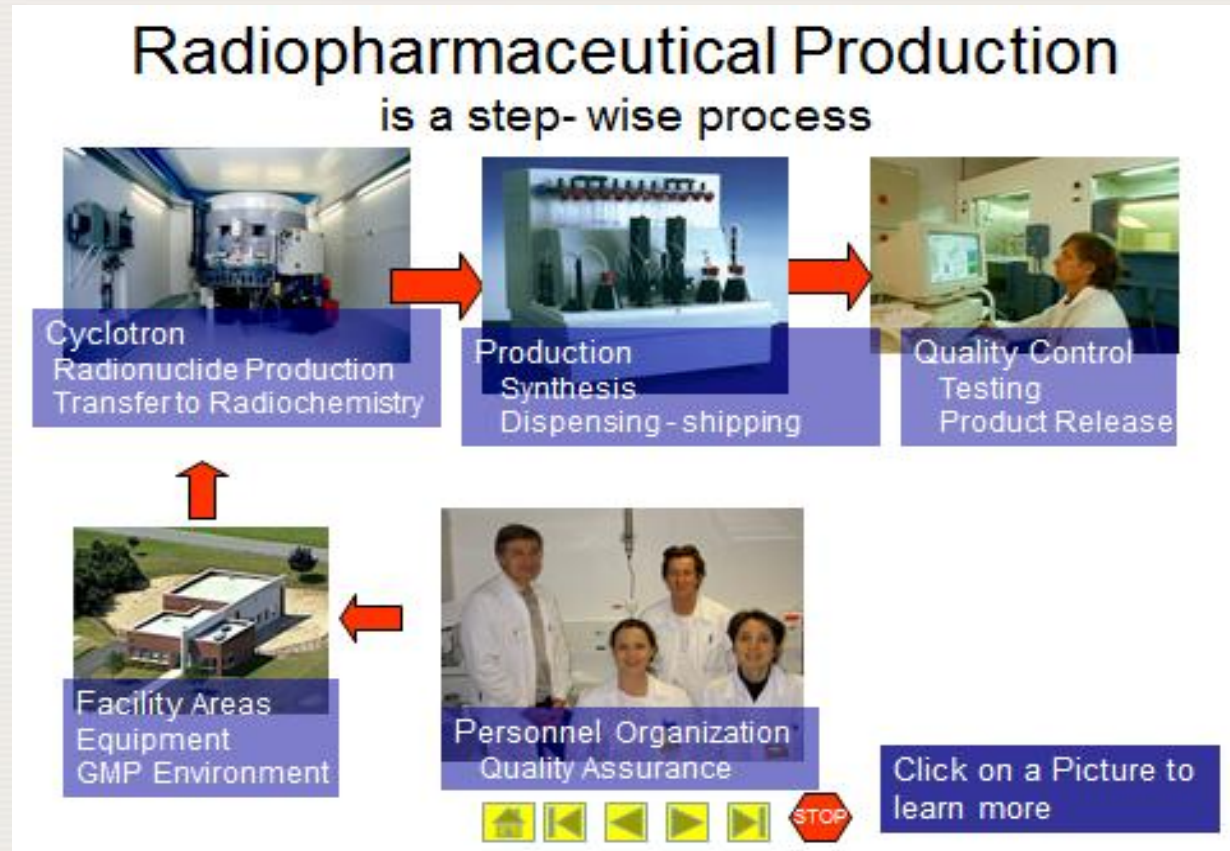 Radiopharmaceutical Production
is a step- wise process
Cyclotron
Radionuclide Production
Transfer to Radiochemistry
Production
Synthesis
Dispensing - shipping
Quality Control
Testing
Product Release
Facility Areas
Equipment
GMP Environment
Personnel Organization
Quality Assurance
Click on a Picture to
learn more
STOP